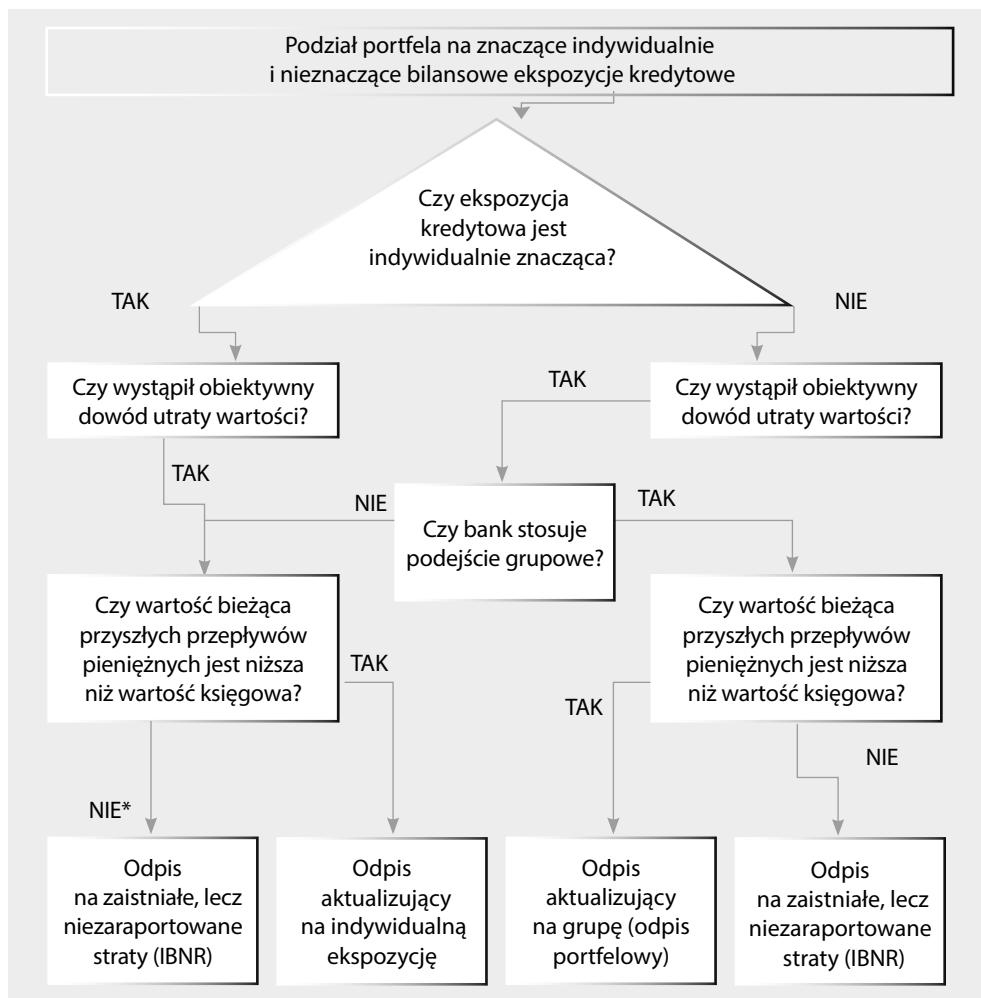 Podział portfela na znaczące indywidualnie
i nieznaczące bilansowe ekspozycje kredytowe
Czy ekspozycja
kredytowa jest
indywidualnie znacząca?
TAK
NIE
Czy wystąpił obiektywny
dowód utraty wartości?
TAK
Czy wystąpił obiektywny
dowód utraty wartości?
TAK
NIE
Czy bank stosuje
podejście grupowe?
TAK
Czy wartość bieżąca
przyszłych przepływów
pieniężnych jest niższa
niż wartość księgowa?
TAK
Czy wartość bieżąca
przyszłych przepływów
pieniężnych jest niższa
niż wartość księgowa?
TAK
NIE
NIE*
Odpis
na zaistniałe, lecz
niezaraportowane
straty (IBNR)
Odpis
aktualizujący
na indywidualną
ekspozycję
Odpis
aktualizujący
na grupę (odpis
portfelowy)
Odpis
na zaistniałe, lecz
niezaraportowane
straty (IBNR)